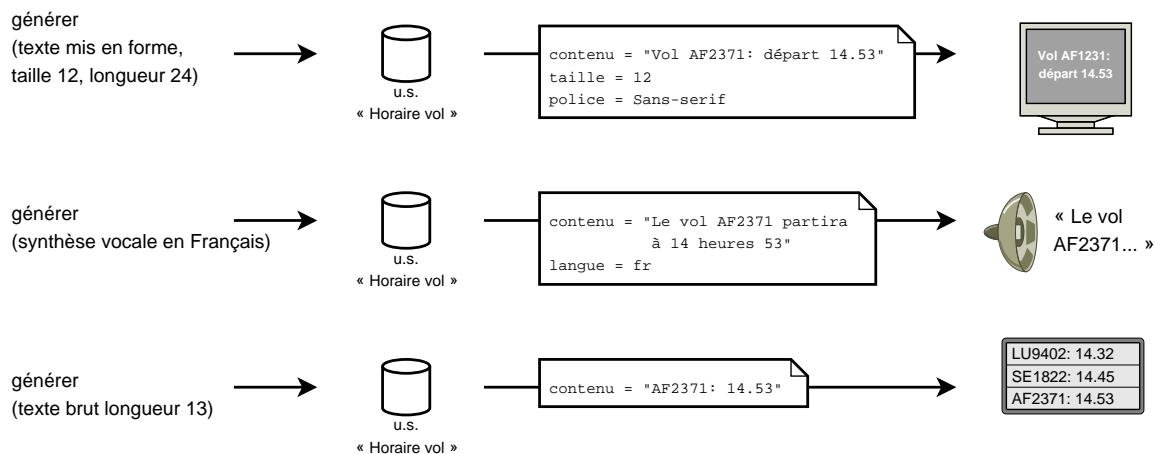 générer
(texte mis en forme,
taille 12, longueur 24)
u.s.
« Horaire vol »
contenu = "Vol AF2371: départ 14.53"
taille = 12
police = Sans-serif
Vol AF1231:
départ 14.53
générer
(synthèse vocale en Français)
u.s.
« Horaire vol »
contenu = "Le vol AF2371 partira
à 14 heures 53"
langue = fr
« Le vol
AF2371... »
générer
(texte brut longueur 13)
u.s.
« Horaire vol »
contenu = "AF2371: 14.53"
LU9402: 14.32
SE1822: 14.45
AF2371: 14.53